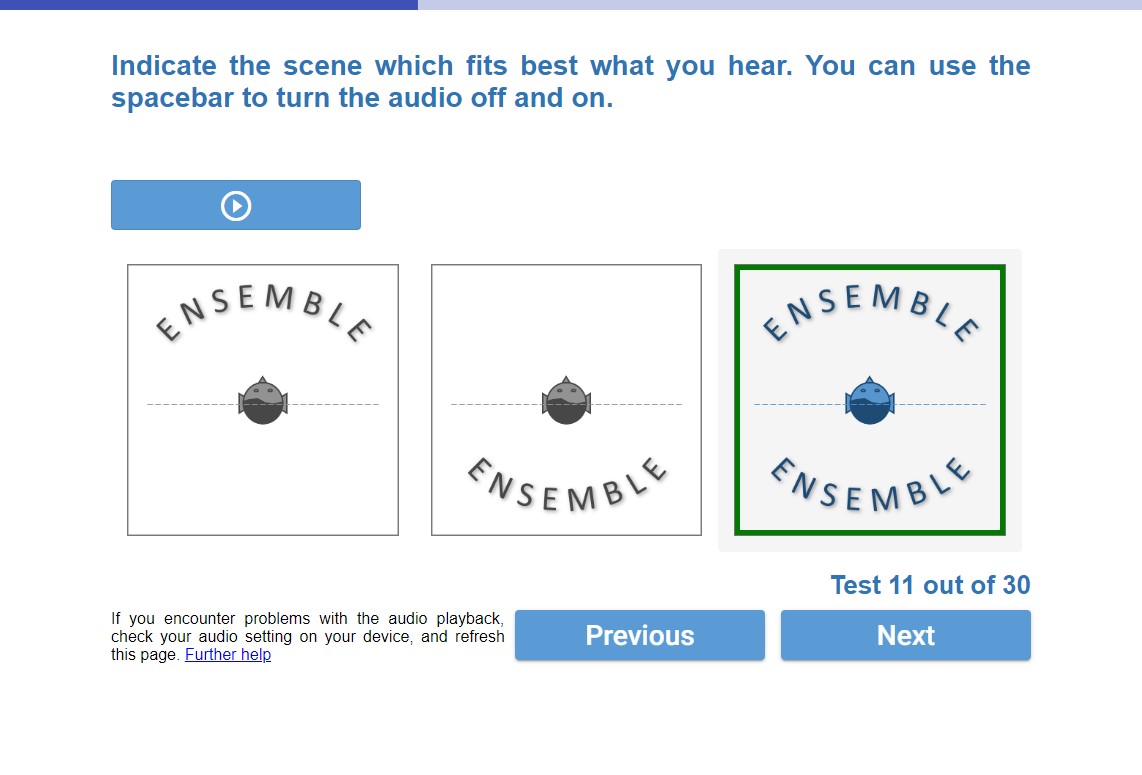 Indicate the scene which fits best what you hear. You can use the
spacebar to turn the audio off and on.
ENSEMBLE
ENSEMBLE
ENSEMBLE
ENSEMBLE
Test 11 out of 30
If you encounter problems with the audio playback,
check your audio setting on your device, and refresh
this page. Further help
Previous
Next